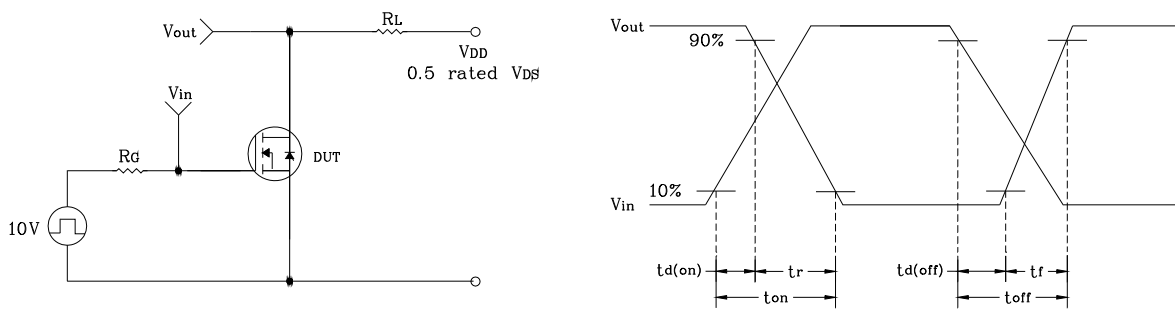 Vout
RL
VDD
0.5 rated VDS
Vin
DUT
RG
10V
Vout
90%
10%
Vin
td(on)
tr
td(off)
tf
ton
toff